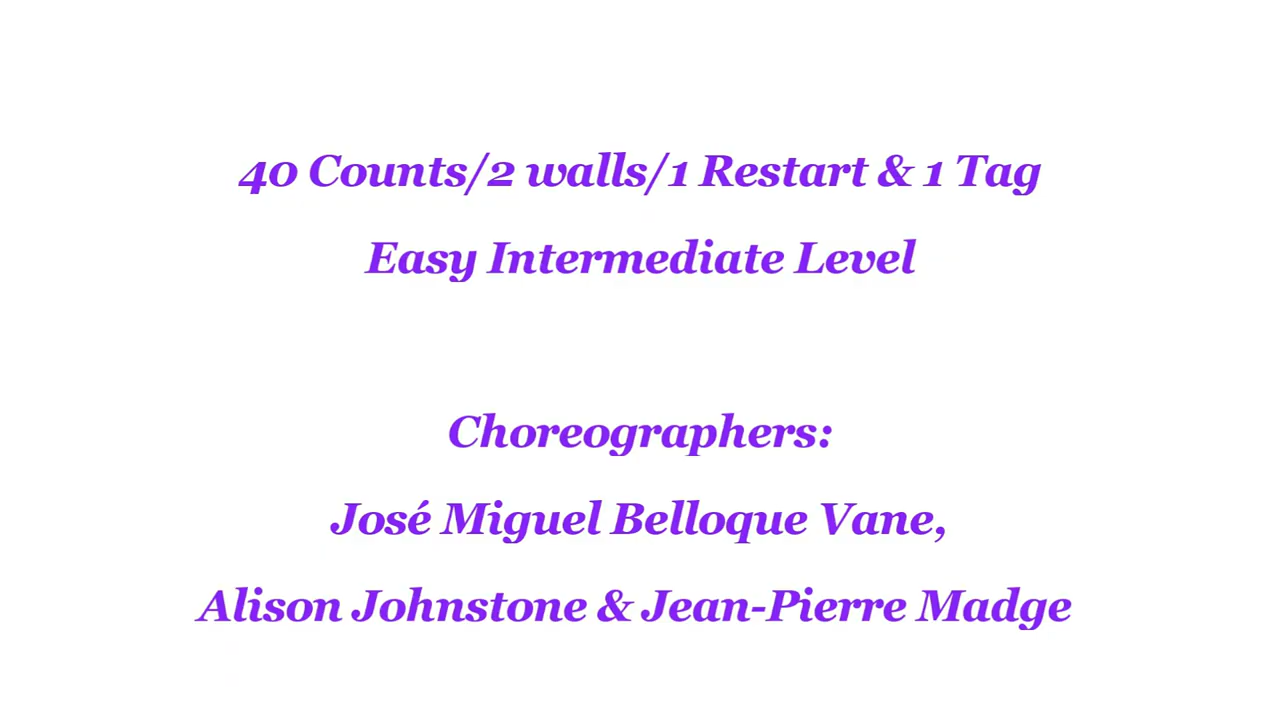 40 Counts/2 walls/1 Restart & 1 Tag
Easy Intermediate Level
Choreographers:
José Miguel Belloque Vane,
Alison Johnstone & Jean-Pierre Madge